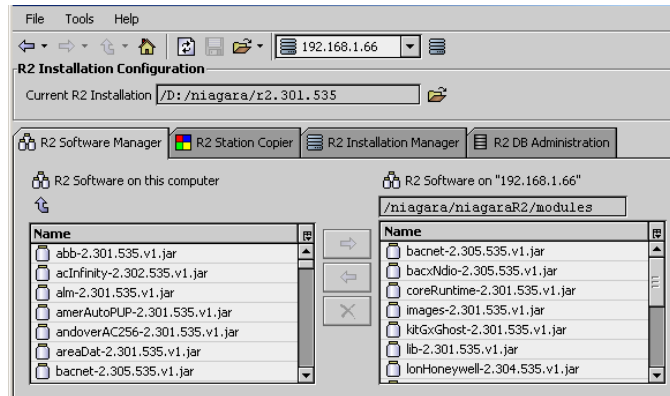 File Tools Help
192.168.1.66
R2 Installation Configuration
Current R2 Installation /D:/niagara/r2.301.535
R2 Software Manager R2 Station Copier R2 Installation Manager R2 DB Administration
R2 Software on this computer
Name
abb-2.301.535.v1.jar
acInfinity-2.302.535.v1.jar
alm-2.301.535.v1.jar
amerAutoPUP-2.301.535.v1.jar
andoverAC256-2.301.535.v1.jar
areaDat-2.301.535.v1.jar
bacnet-2.305.535.v1.jar
R2 Software on "192.168.1.66"
/niagara/niagaraR2/modules
Name
bacnet-2.305.535.v1.jar
bacxNdio-2.305.535.v1.jar
coreRuntime-2.301.535.v1.jar
images-2.301.535.v1.jar
kitGxGhost-2.301.535.v1.jar
lib-2.301.535.v1.jar
lonHoneywell-2.304.535.v1.jar